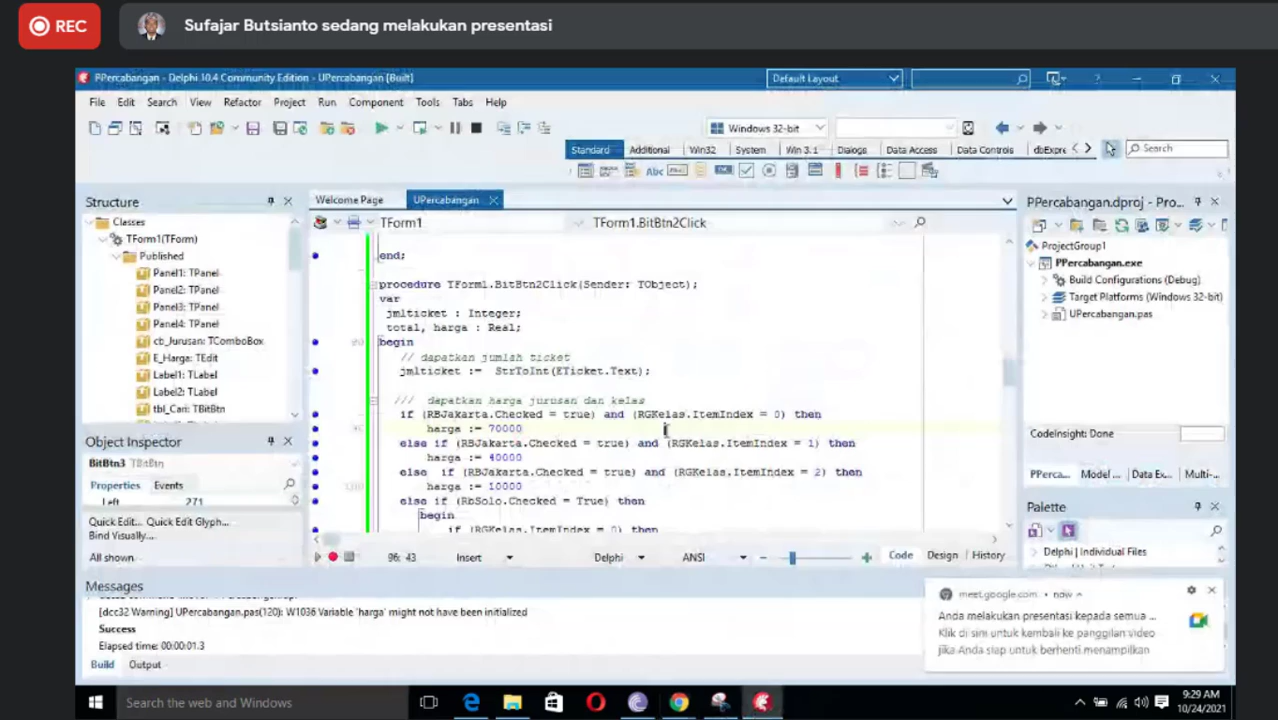 REC
Sufajar Butsianto sedang melakukan presentasi
PPercabangan - Delphi 10.4 Community Edition - UPercabangan [Built]
Default Layout
File Edit Search View Refactor Project Run Component Tools Tabs Help
Windows 32-bit
Standard Additional Win32 System Win 3.1 Dialogs Data Access Data Controls dbExpre
Search
Structure
Welcome Page
UPercabangan
PPercabangan.dproj - Pro...
Classes
TForm1(TForm)
Published
Panel1: TPanel
Panel2: TPanel
Panel3: TPanel
Panel4: TPanel
cb_Jurusan: TComboBox
E_Harga: TEdit
Label1: TLabel
Label2: TLabel
tbl_Cari: TBitBtn
Object Inspector
BitBtn3 TBitBtn
Properties Events
Left 271
Quick Edit... Quick Edit Glyph...
Bind Visually...
All shown
TForm1
TForm1.BitBtn2Click
end;
procedure TForm1.BitBtn2Click(Sender: TObject);
var
jmlticket : Integer;
total, harga : Real;
begin
// dapatkan jumlah ticket
jmlticket := StrToInt(ETicket.Text);
/// dapatkan harga jurusan dan kelas
if (RBJakarta.Checked = true) and (RGKelas.ItemIndex = 0) then
harga := 70000
else if (RBJakarta.Checked = true) and (RGKelas.ItemIndex = 1) then
harga := 40000
else if (RBJakarta.Checked = true) and (RGKelas.ItemIndex = 2) then
harga := 10000
else if (RbSolo.Checked = True) then
begin
if (RGKelas.ItemIndex = 0) then
96: 43 Insert Delphi ANSI
Code Design History
ProjectGroup1
PPercabangan.exe
Build Configurations (Debug)
Target Platforms (Windows 32-bit)
UPercabangan.pas
CodeInsight: Done
PPerca... Model ... Data Ex... Multi-...
Palette
Delphi | Individual Files
Messages
[dcc32 Warning] UPercabangan.pas(120): W1036 Variable 'harga' might not have been initialized
Success
Elapsed time: 00:00:01.3
Build Output
meet.google.com • now
Anda melakukan presentasi kepada semua ...
Klik di sini untuk kembali ke panggilan video
jika Anda siap untuk berhenti menampilkan
Search the web and Windows
9:29 AM
10/24/2021